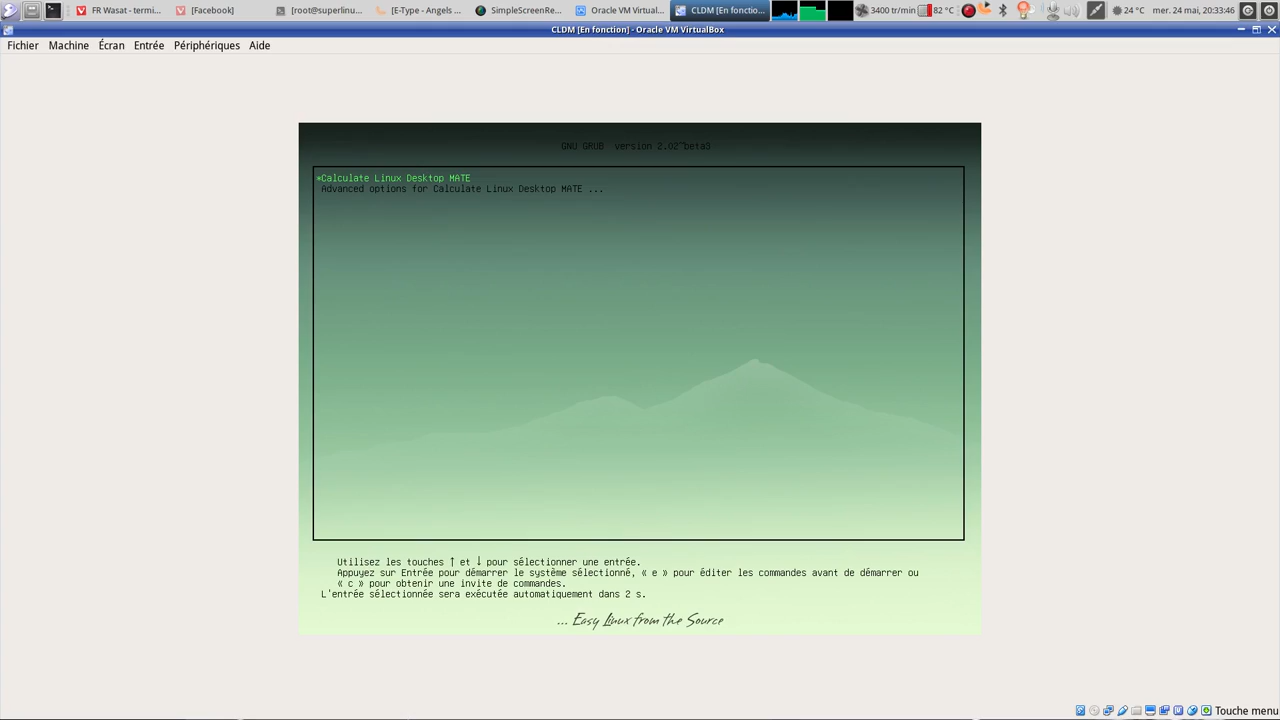 FR Wasat - termi...
[Facebook]
[root@superlinu...
[E-Type - Angels ...
SimpleScreenRe...
Oracle VM Virtual...
CLDM [En fonctio...
3400 tr/min
82 °C
24 °C
mer. 24 mai, 20:33:46
CLDM [En fonction] - Oracle VM VirtualBox
Fichier Machine Écran Entrée Périphériques Aide
GNU GRUB version 2.02~beta3
*Calculate Linux Desktop MATE
Advanced options for Calculate Linux Desktop MATE ...
Utilisez les touches ↑ et ↓ pour sélectionner une entrée.
Appuyez sur Entrée pour démarrer le système sélectionné, « e » pour éditer les commandes avant de démarrer ou
« c » pour obtenir une invite de commandes.
L'entrée sélectionnée sera exécutée automatiquement dans 2 s.
... Easy Linux from the Source
Touche menu